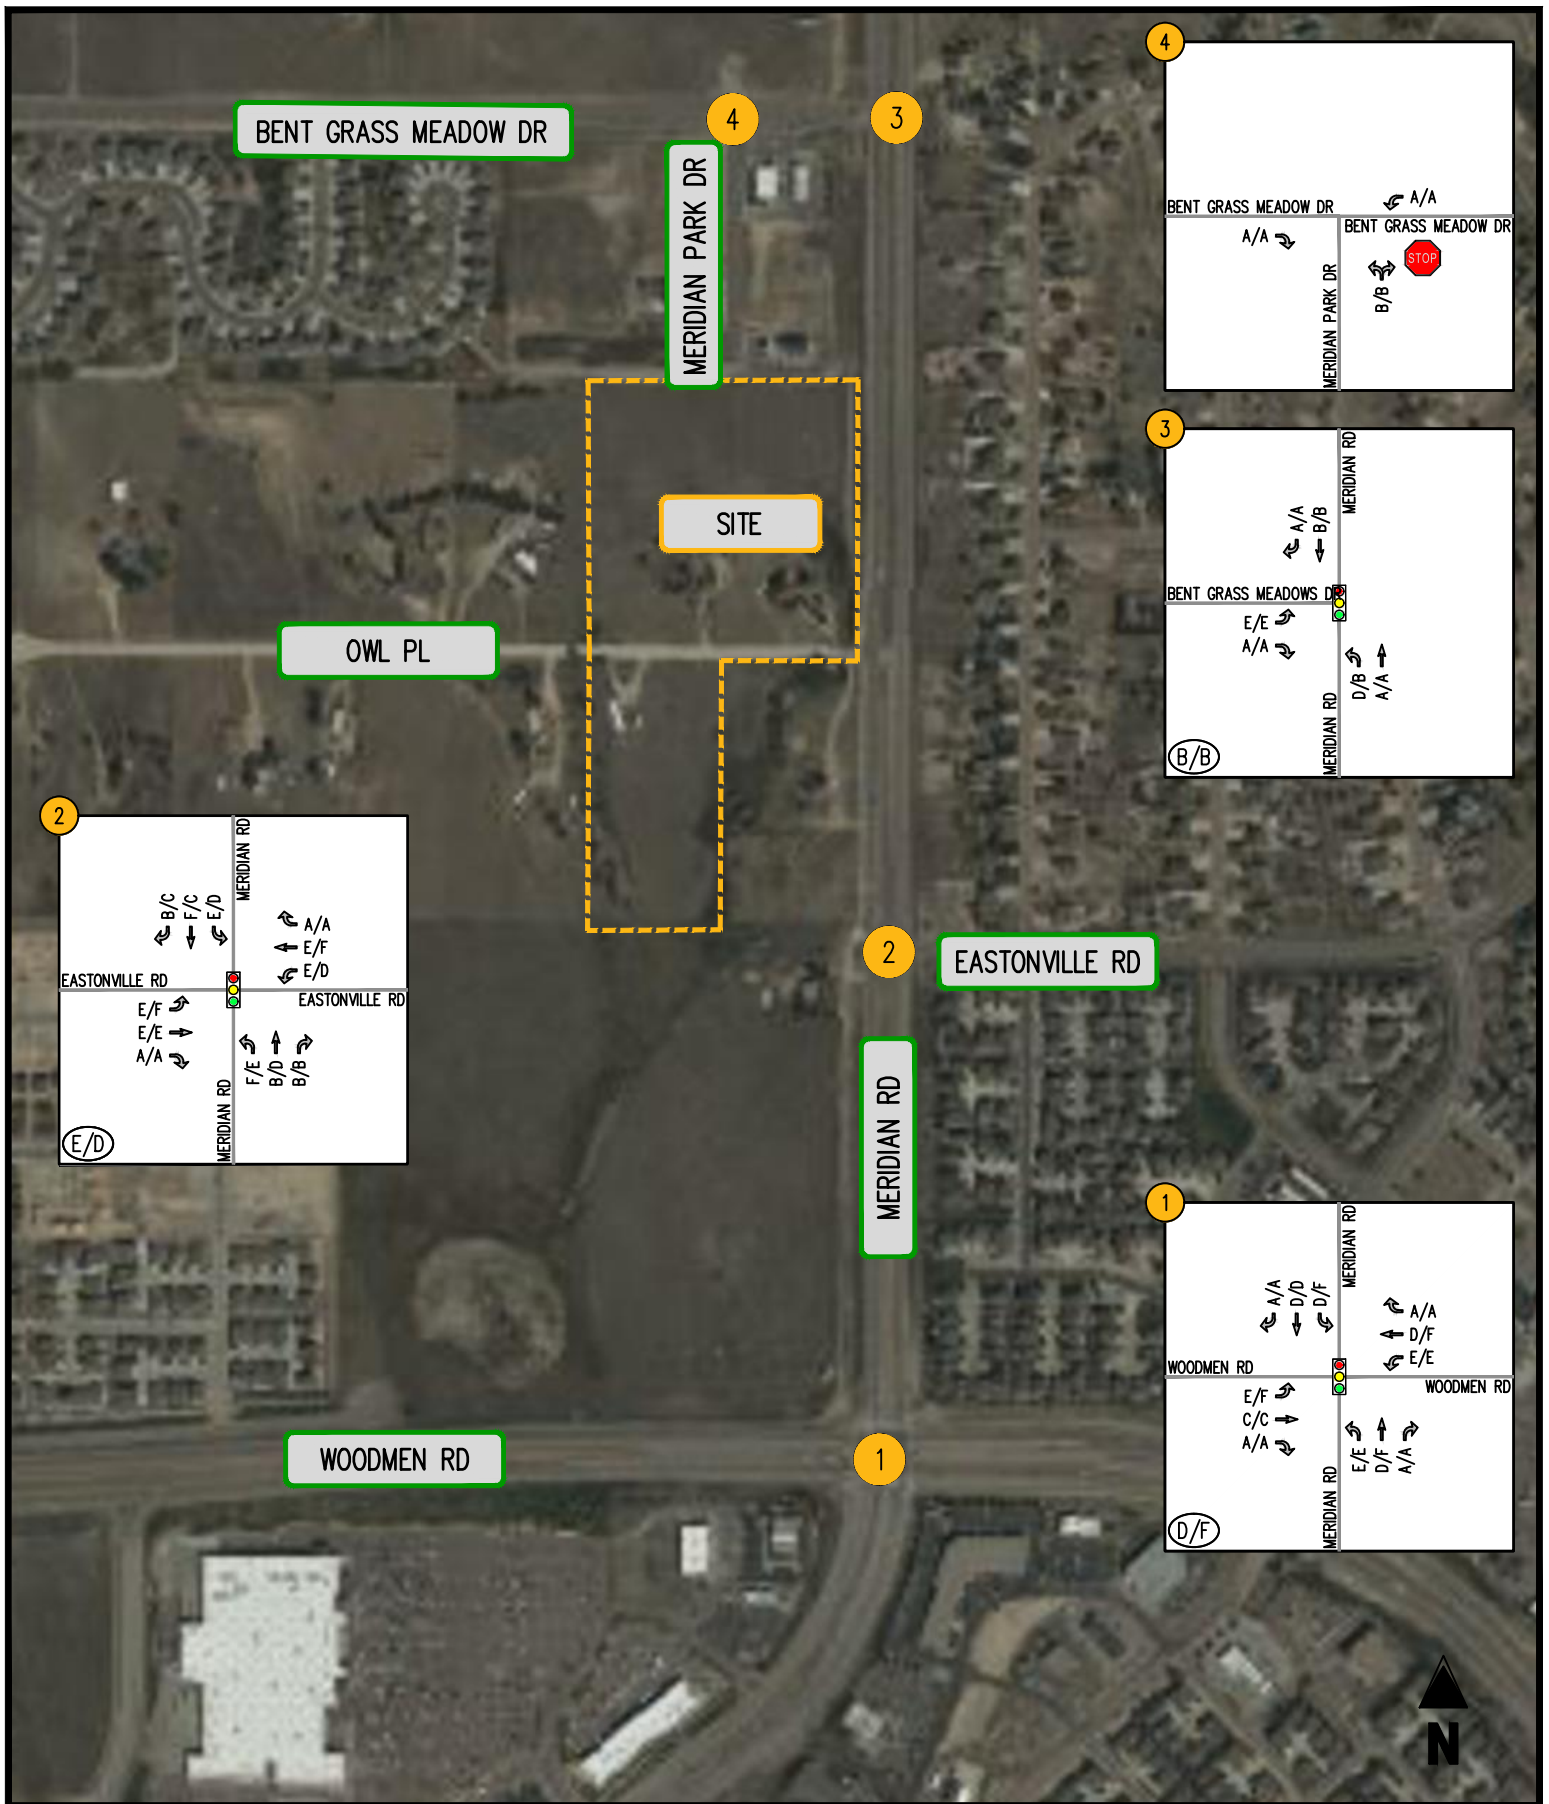 4
BENT GRASS MEADOW DR
4
3
MERIDIAN PARK DR
A/A
BENT GRASS MEADOW DR
BENT GRASS MEADOW DR
A/A
STOP
B/B
MERIDIAN PARK DR
3
MERIDIAN RD
A/A
B/B
BENT GRASS MEADOWS DR
E/E
A/A
D/B
A/A
MERIDIAN RD
B/B
SITE
OWL PL
2
MERIDIAN RD
B/C
F/C
E/D
A/A
E/F
E/D
EASTONVILLE RD
EASTONVILLE RD
E/F
E/E
A/A
F/E
B/D
B/B
MERIDIAN RD
E/D
2
EASTONVILLE RD
MERIDIAN RD
1
MERIDIAN RD
A/A
D/D
D/F
A/A
D/F
E/E
WOODMEN RD
WOODMEN RD
E/F
C/C
A/A
E/E
D/F
A/A
MERIDIAN RD
D/F
WOODMEN RD
1
N